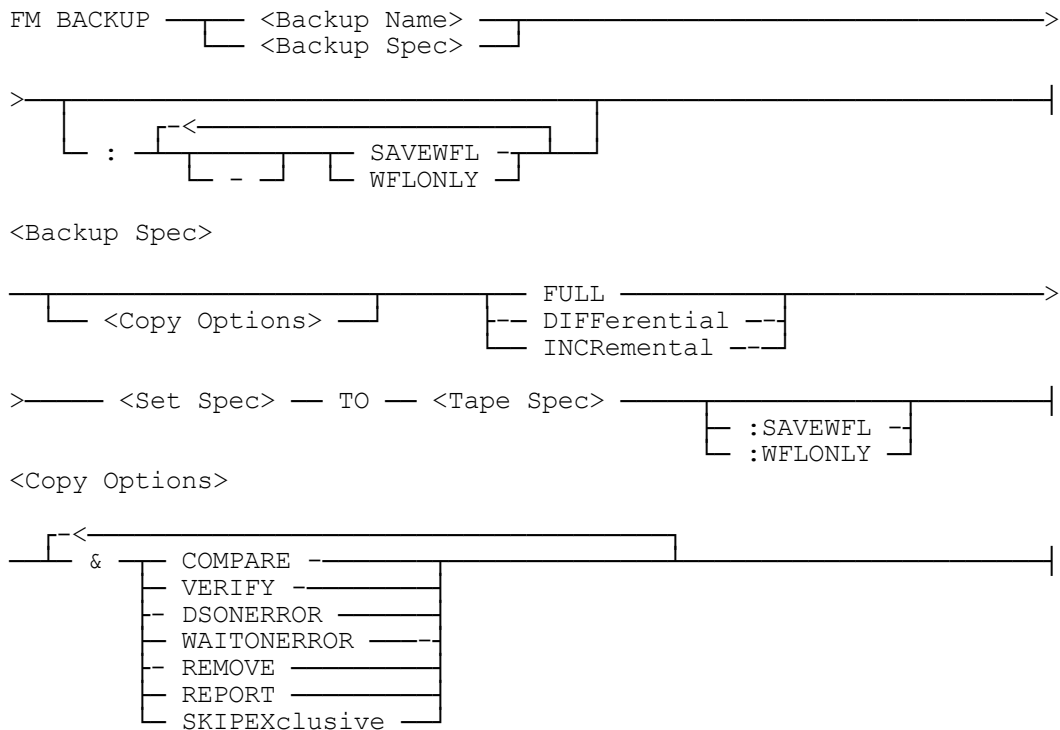 FM BACKUP <Backup Name> >
<Backup Spec>
>
-<
: SAVEWFL -
- WFLONLY
<Backup Spec>
FULL >
<Copy Options> - DIFFerential --
INCRemental --
> <Set Spec> TO <Tape Spec>
:SAVEWFL -
:WFLONLY
<Copy Options>
-<
& COMPARE -
VERIFY -
- DSONERROR
WAITONERROR -
- REMOVE
REPORT
SKIPEXclusive